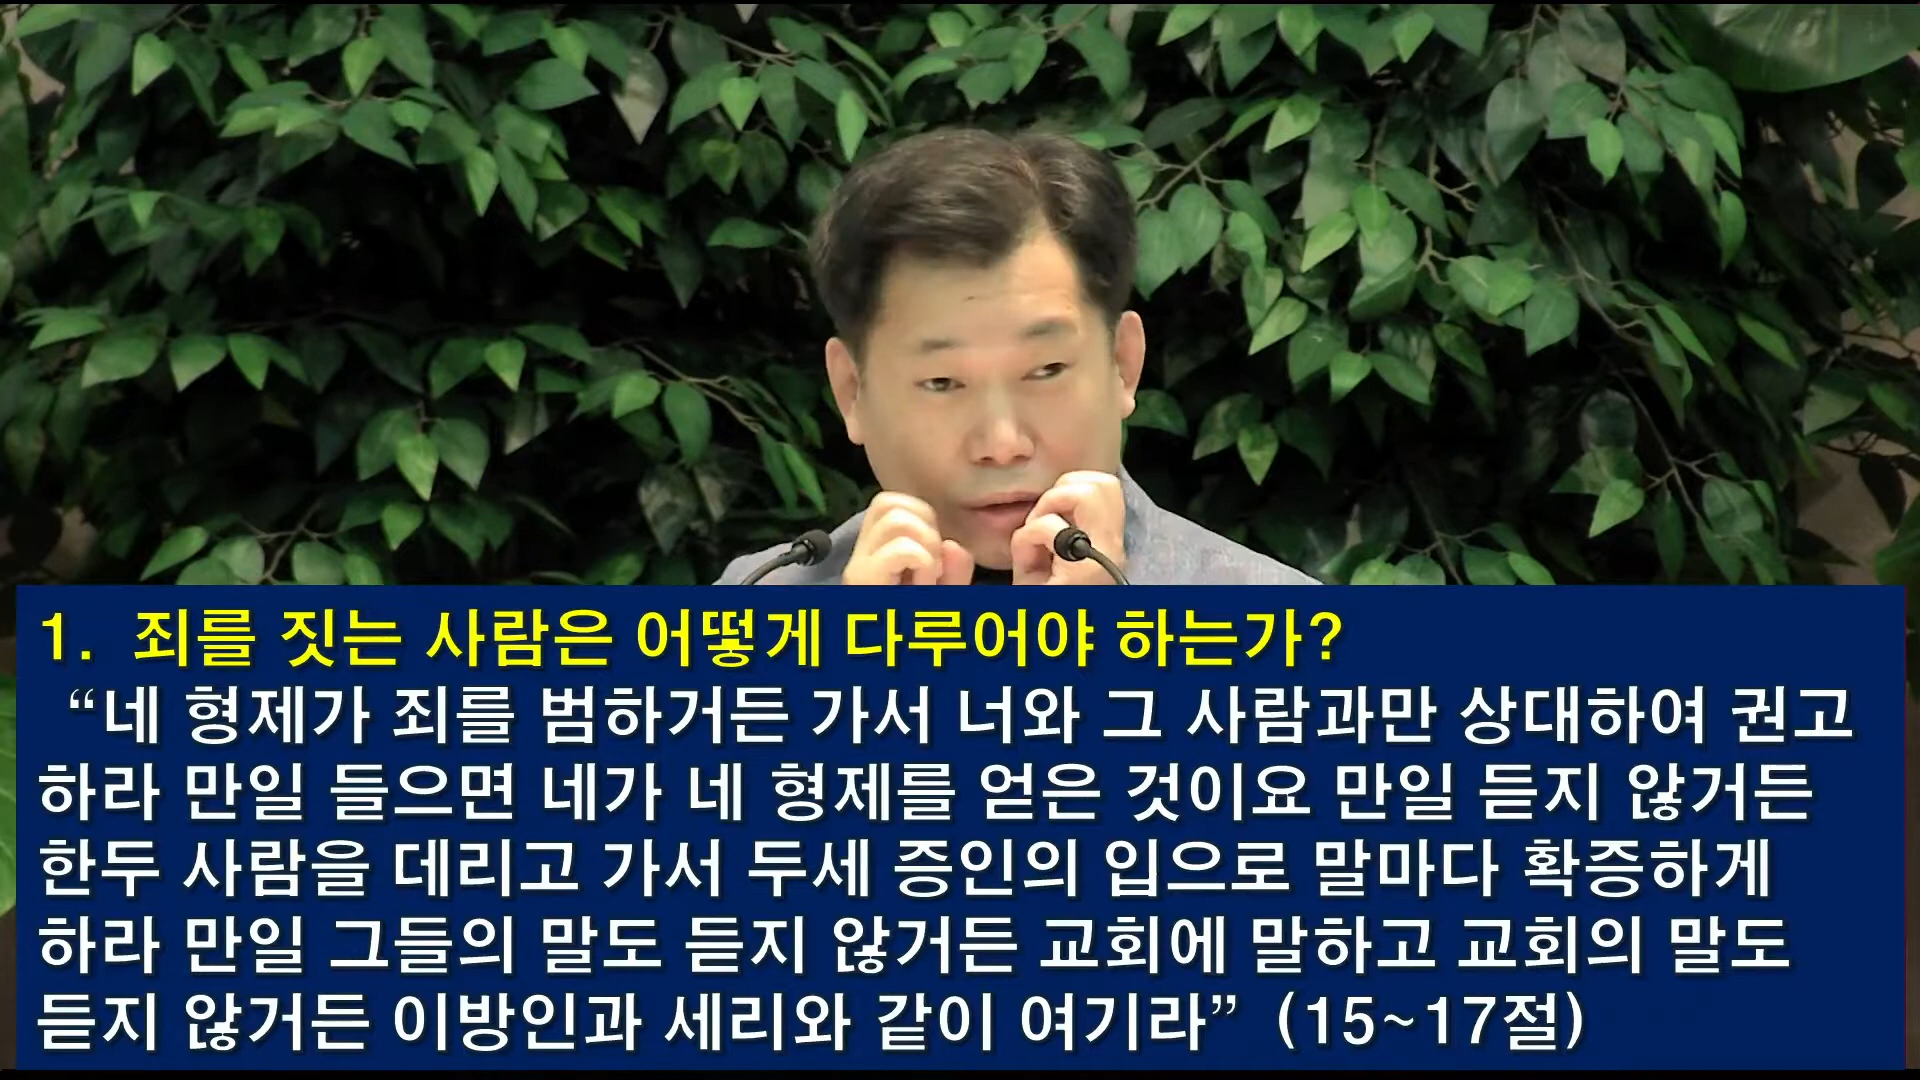 1. 죄를 짓는 사람은 어떻게 다루어야 하는가?
“네 형제가 죄를 범하거든 가서 너와 그 사람과만 상대하여 권고
하라 만일 들으면 네가 네 형제를 얻은 것이요 만일 듣지 않거든
한두 사람을 데리고 가서 두세 증인의 입으로 말마다 확증하게
하라 만일 그들의 말도 듣지 않거든 교회에 말하고 교회의 말도
듣지 않거든 이방인과 세리와 같이 여기라” (15~17절)